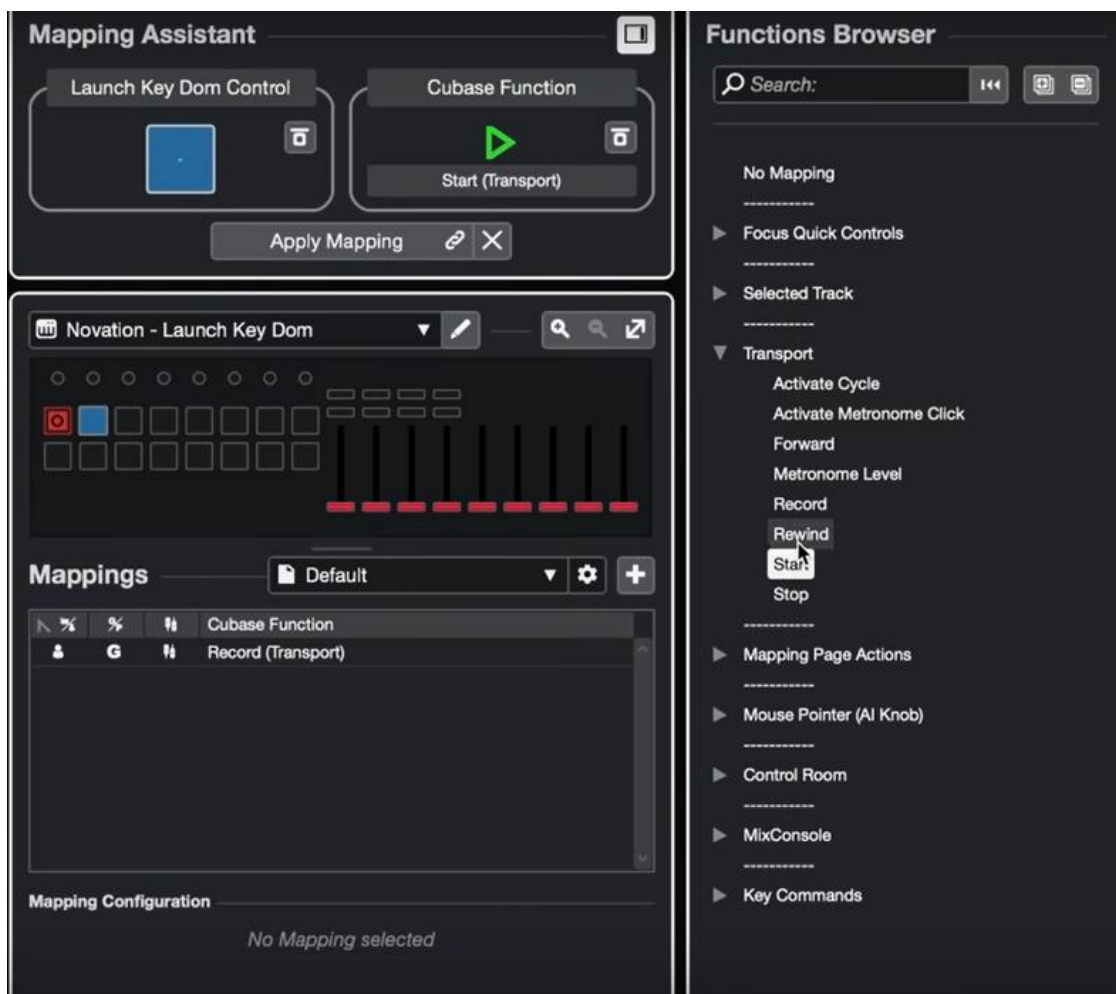 Mapping Assistant
Launch Key Dom Control
Cubase Function
Start (Transport)
Apply Mapping
Novation - Launch Key Dom
Mappings
Default
Cubase Function
G
Record (Transport)
Mapping Configuration
No Mapping selected
Functions Browser
Search:
No Mapping
-----------
Focus Quick Controls
-----------
Selected Track
-----------
Transport
Activate Cycle
Activate Metronome Click
Forward
Metronome Level
Record
Rewind
Start
Stop
-----------
Mapping Page Actions
-----------
Mouse Pointer (AI Knob)
-----------
Control Room
-----------
MixConsole
-----------
Key Commands